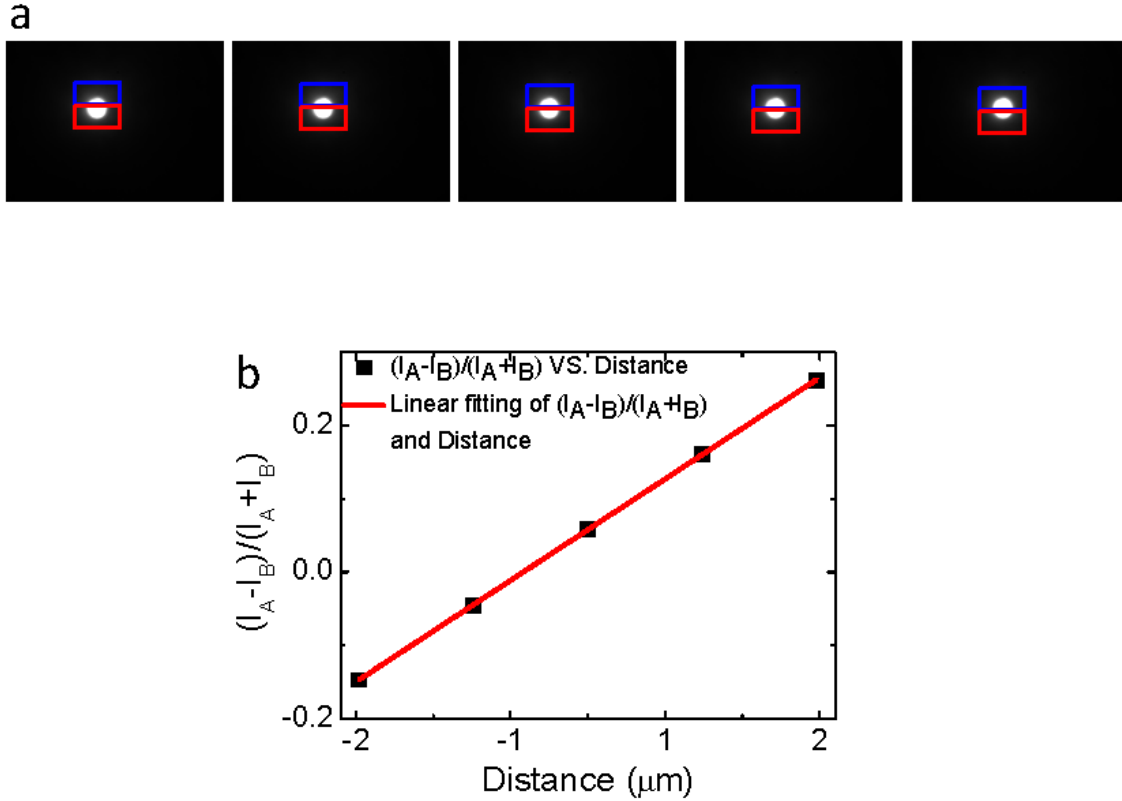 a
b
(IA-IB)/(IA+IB) VS. Distance
Linear fitting of (IA-IB)/(IA+IB)
and Distance
(IA-IB)/(IA+IB)
0.2
0.0
-0.2
-2 -1 1 2
Distance (μm)